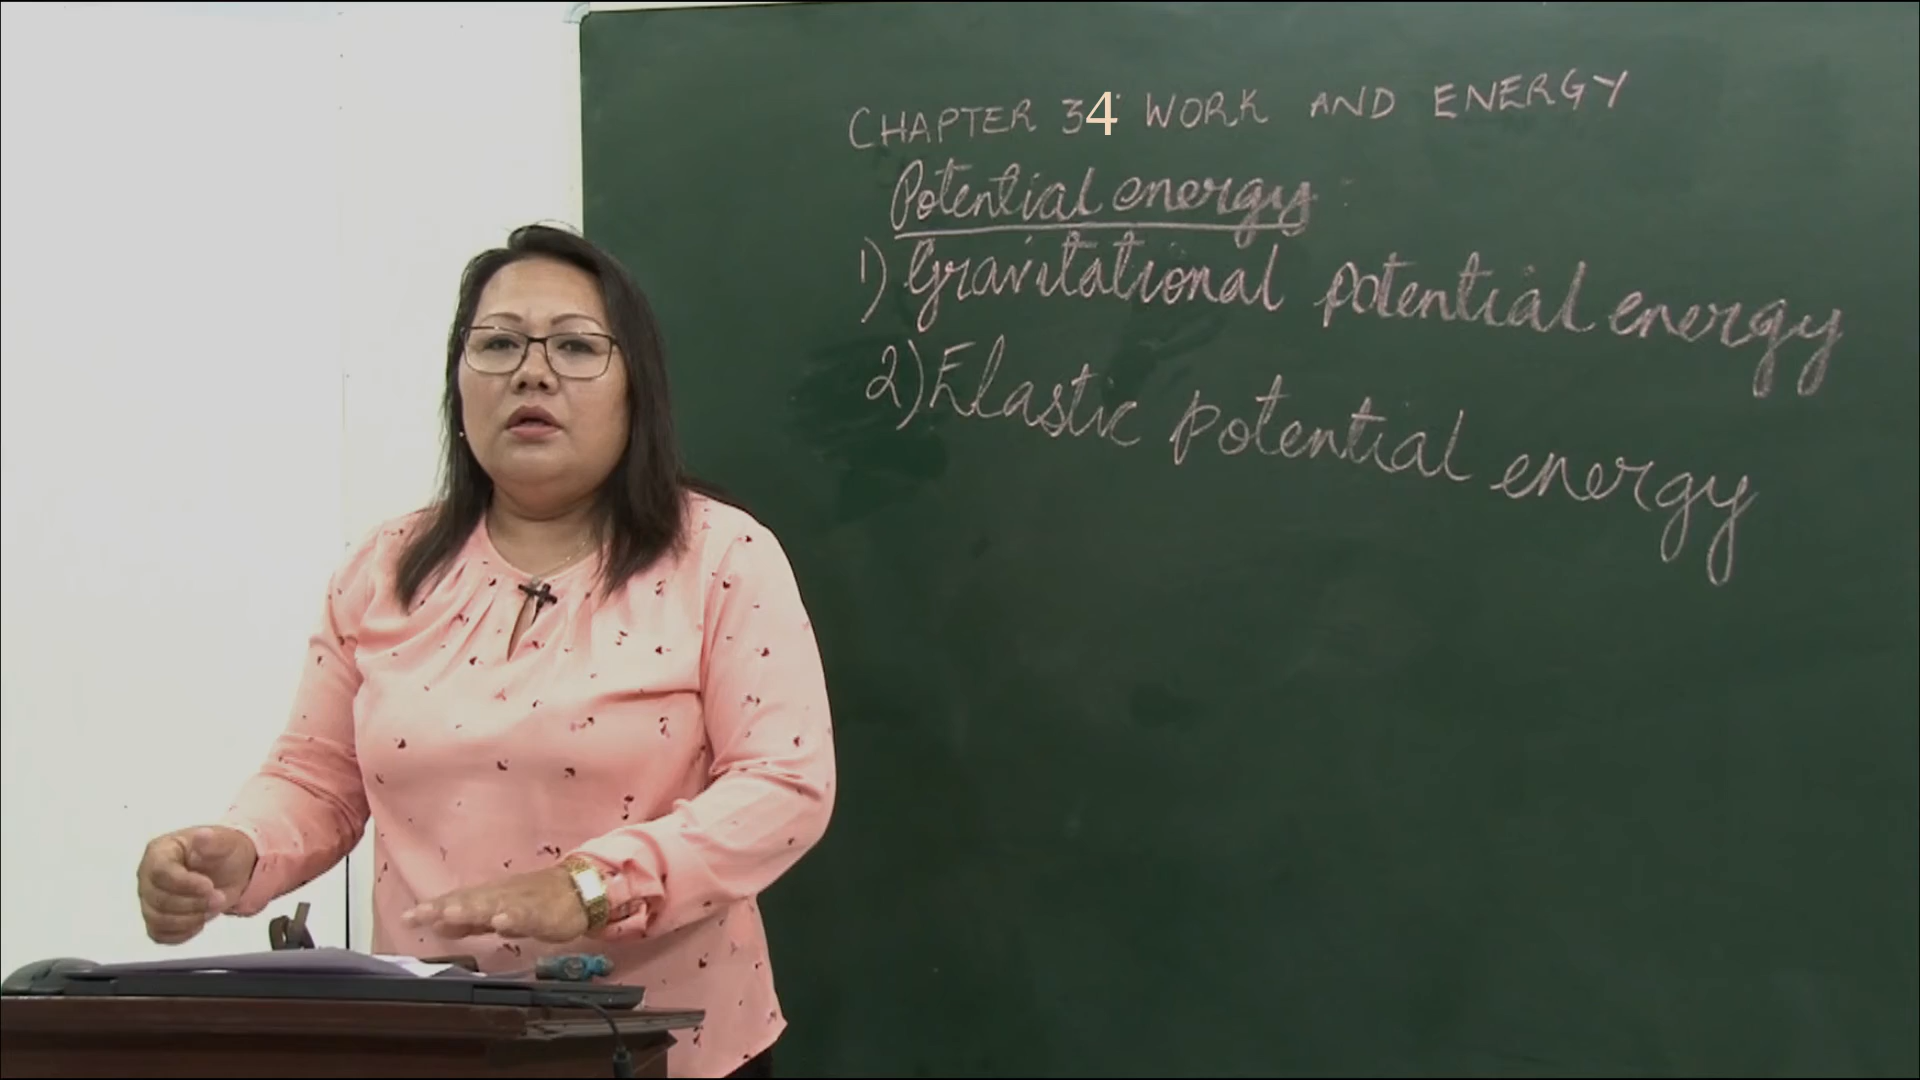 CHAPTER 34 WORK AND ENERGY
Potential energy
1) Gravitational potential energy
2) Elastic potential energy